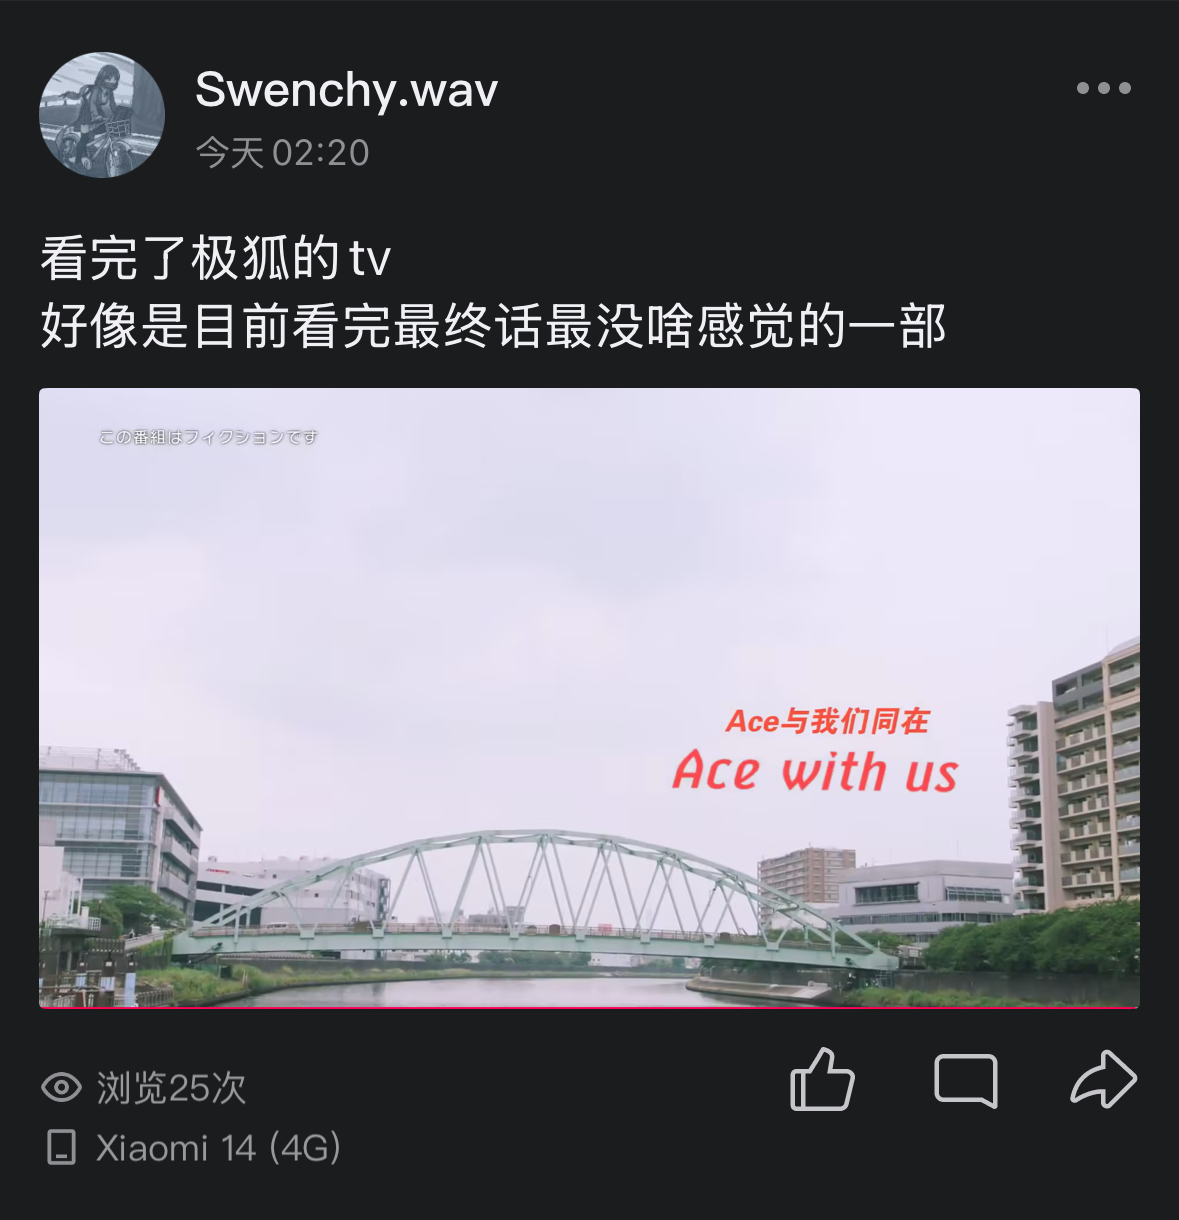 Swenchy.wav
今天 02:20
看完了极狐的tv
好像是目前看完最终话最没啥感觉的一部
この番組はフィクションです
Ace与我们同在
Ace with us
浏览25次
Xiaomi 14 (4G)